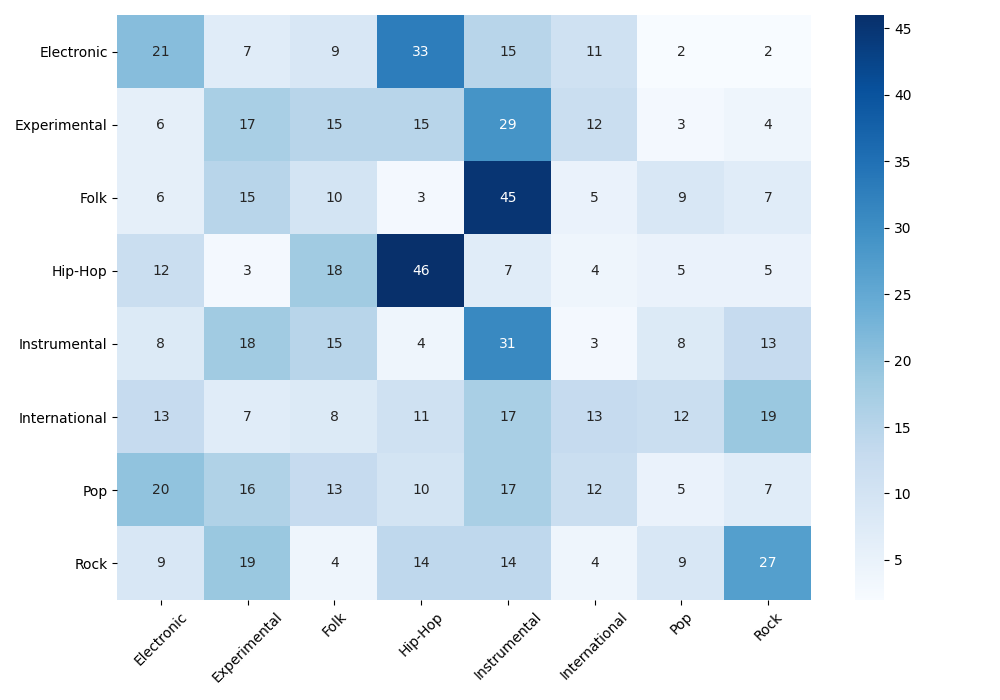 Electronic 21 7 9 33 15 11 2 2
Experimental 6 17 15 15 29 12 3 4
Folk 6 15 10 3 45 5 9 7
Hip-Hop 12 3 18 46 7 4 5 5
Instrumental 8 18 15 4 31 3 8 13
International 13 7 8 11 17 13 12 19
Pop 20 16 13 10 17 12 5 7
Rock 9 19 4 14 14 4 9 27
Electronic Experimental Folk Hip-Hop Instrumental International Pop Rock
45
40
35
30
25
20
15
10
5